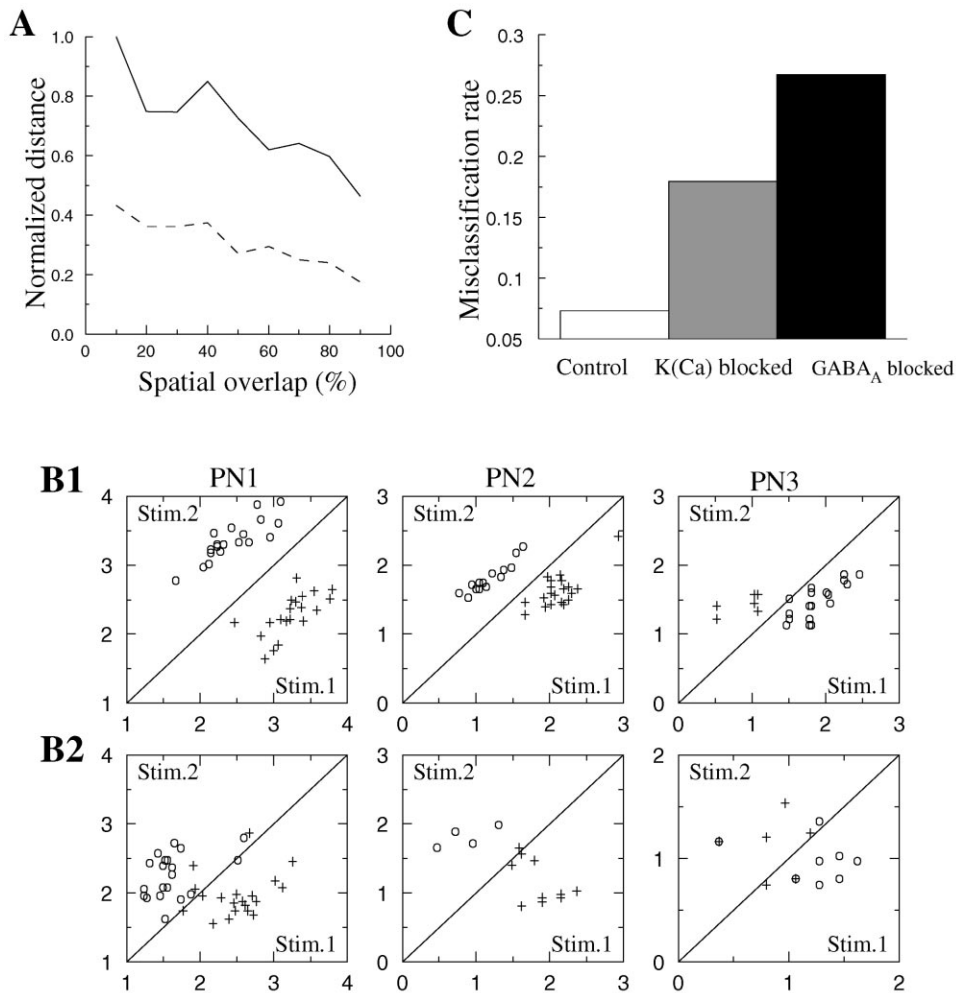 A
Normalized distance
1.0
0.8
0.6
0.4
0.2
0.0
0 20 40 60 80 100
Spatial overlap (%)
C
Misclassification rate
0.3
0.25
0.2
0.15
0.1
0.05
Control K(Ca) blocked GABAA blocked
B1
PN1 PN2 PN3
4
3
2
1
Stim.2
Stim.1
1 2 3 4
3
2
1
0
Stim.2
Stim.1
0 1 2 3
3
2
1
0
Stim.2
Stim.1
0 1 2 3
B2
4
3
2
1
Stim.2
Stim.1
1 2 3 4
3
2
1
0
Stim.2
Stim.1
0 1 2 3
2
1
0
Stim.2
Stim.1
0 1 2